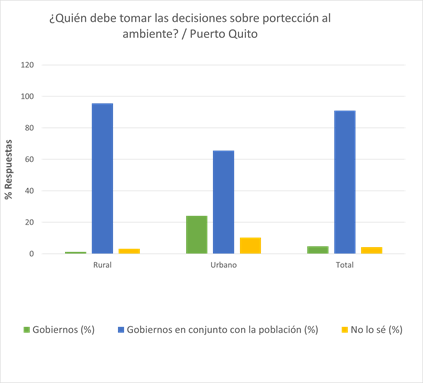 ¿Quién debe tomar las decisiones sobre portección al
ambiente? / Puerto Quito
120
100
80
60
40
20
0
% Respuestas
Rural Urbano Total
Gobiernos (%) Gobiernos en conjunto con la población (%) No lo sé (%)